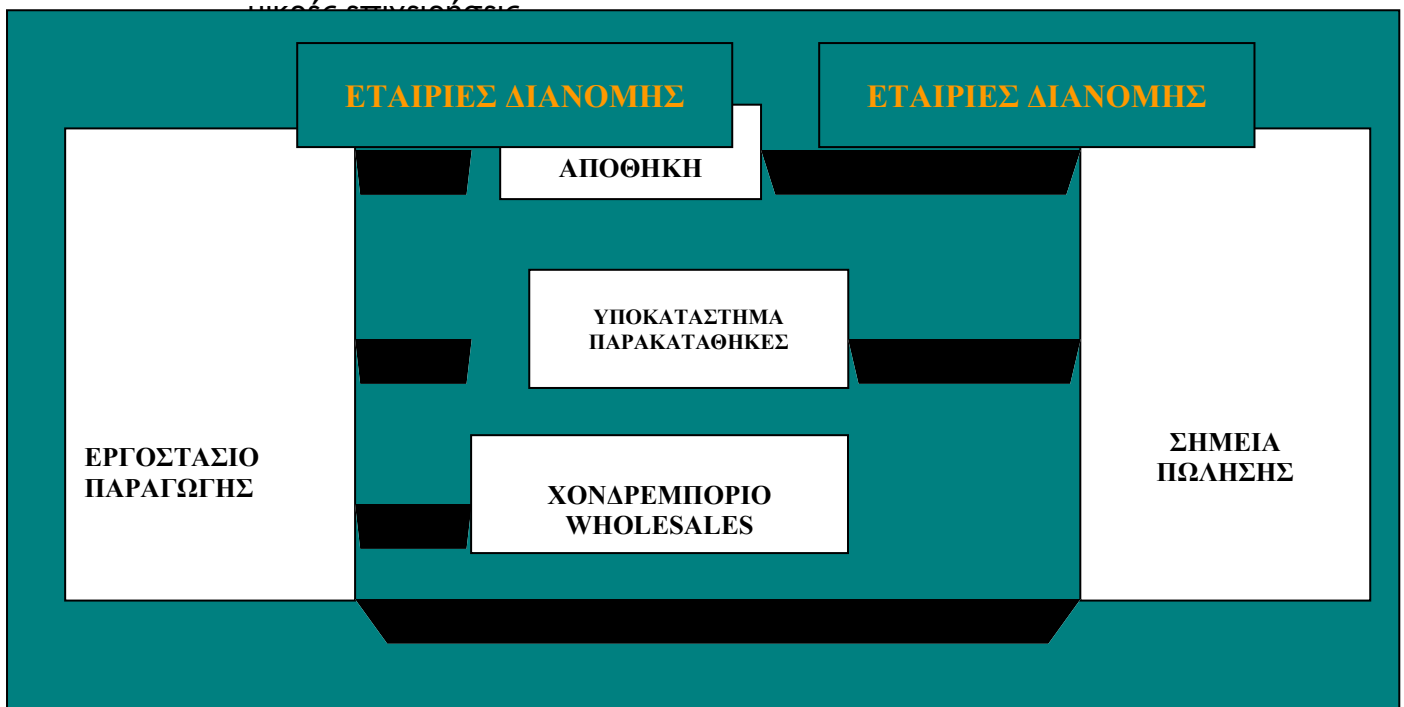 ΕΤΑΙΡΙΕΣ ΔΙΑΝΟΜΗΣ
ΕΤΑΙΡΙΕΣ ΔΙΑΝΟΜΗΣ
ΑΠΟΘΗΚΗ
ΥΠΟΚΑΤΑΣΤΗΜΑ
ΠΑΡΑΚΑΤΑΘΗΚΕΣ
ΕΡΓΟΣΤΑΣΙΟ
ΠΑΡΑΓΩΓΗΣ
ΧΟΝΔΡΕΜΠΟΡΙΟ
WHOLESALES
ΣΗΜΕΙΑ
ΠΩΛΗΣΗΣ